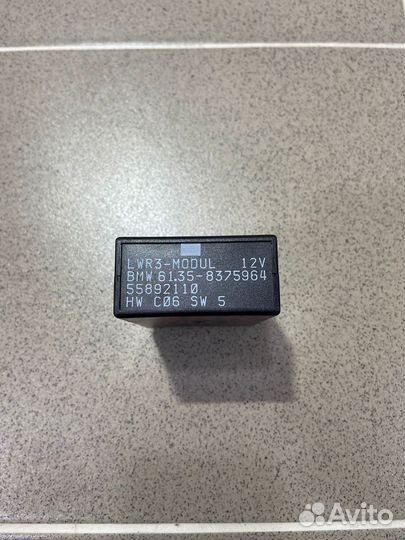 LWR3-MODUL 12V
BMW 61.35-8375964
55892110
HW C06 SW 5
Avito